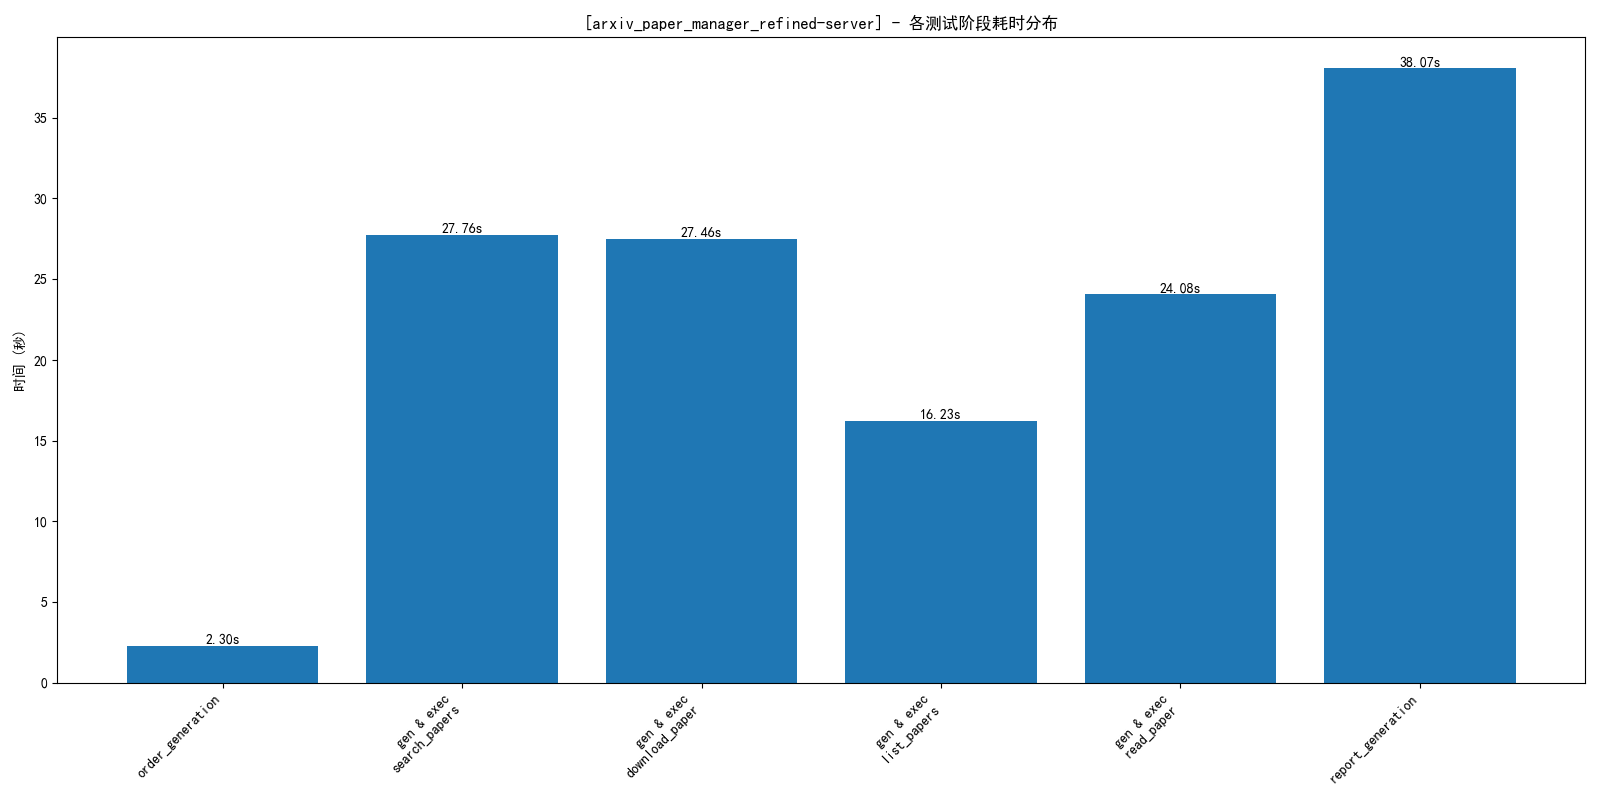 [arxiv_paper_manager_refined-server] - 各测试阶段耗时分布
时间 (秒)
35
30
25
20
15
10
5
0
2.30s
27.76s
27.46s
16.23s
24.08s
38.07s
order_generation
gen & exec
search_papers
gen & exec
download_paper
gen & exec
list_papers
gen & exec
read_paper
report_generation